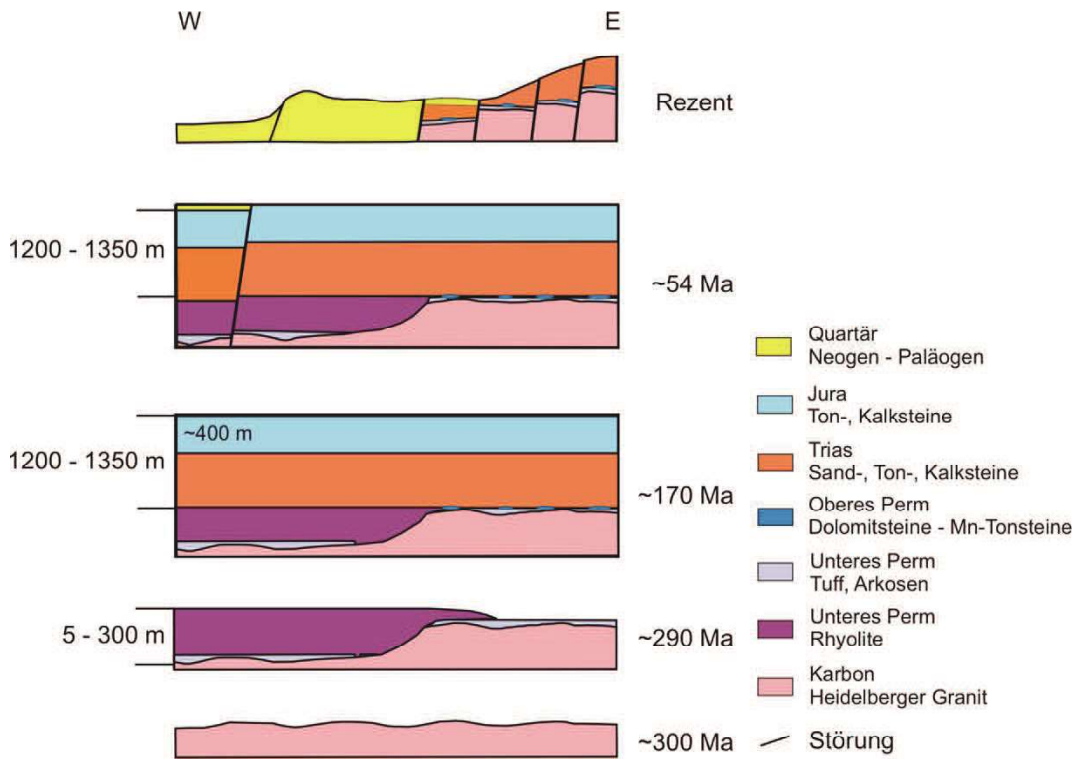 W
E
Rezent
1200 - 1350 m
~54 Ma
~400 m
1200 - 1350 m
~170 Ma
5 - 300 m
~290 Ma
~300 Ma
Quartär
Neogen - Paläogen
Jura
Ton-, Kalksteine
Trias
Sand-, Ton-, Kalksteine
Oberes Perm
Dolomitsteine - Mn-Tonsteine
Unteres Perm
Tuff, Arkosen
Unteres Perm
Rhyolite
Karbon
Heidelberger Granit
Störung